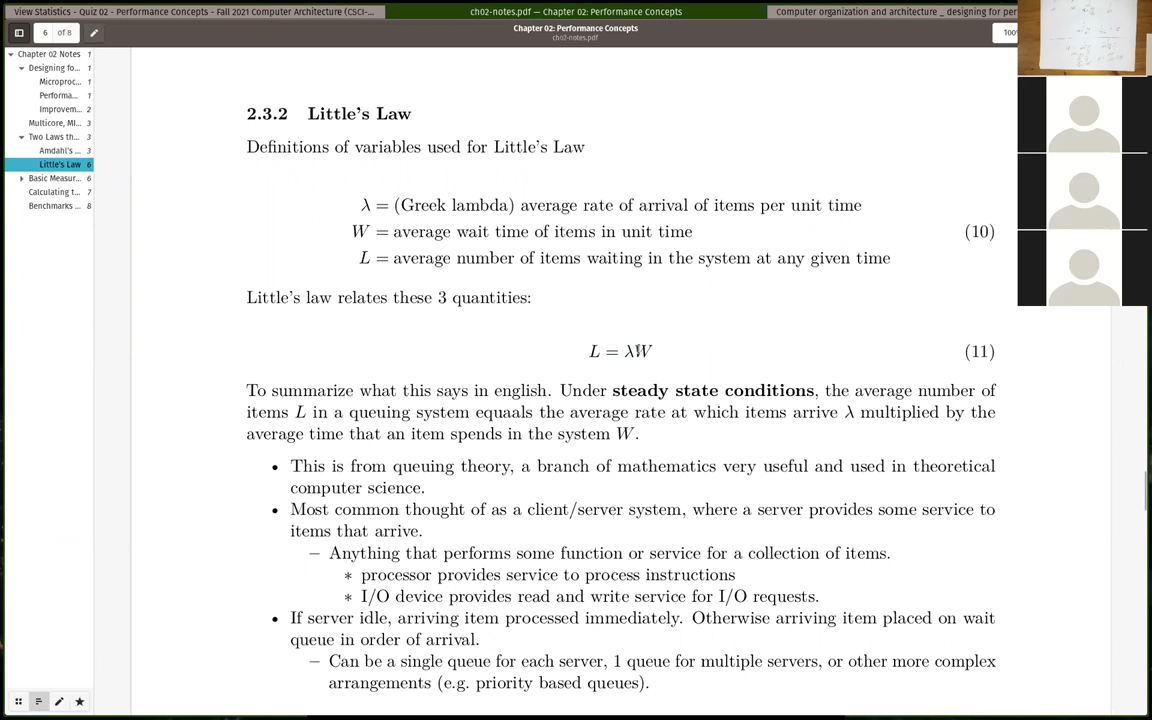 View Statistics - Quiz 02 - Performance Concepts - Fall 2021 Computer Architecture (CSCI-...
ch02-notes.pdf — Chapter 02: Performance Concepts
Computer organization and architecture _ designing for per
6 of 8
Chapter 02: Performance Concepts
ch02-notes.pdf
100
Chapter 02 Notes 1
Designing fo... 1
Microproc... 1
Performa... 1
Improvem... 2
Multicore, MI... 3
Two Laws th... 3
Amdahl's ... 3
Little's Law 6
Basic Measur... 6
Calculating t... 7
Benchmarks ... 8
2.3.2 Little's Law
Definitions of variables used for Little's Law
λ = (Greek lambda) average rate of arrival of items per unit time
W = average wait time of items in unit time (10)
L = average number of items waiting in the system at any given time
Little's law relates these 3 quantities:
L = λW (11)
To summarize what this says in english. Under steady state conditions, the average number of
items L in a queuing system equaals the average rate at which items arrive λ multiplied by the
average time that an item spends in the system W.
• This is from queuing theory, a branch of mathematics very useful and used in theoretical
computer science.
• Most common thought of as a client/server system, where a server provides some service to
items that arrive.
– Anything that performs some function or service for a collection of items.
∗ processor provides service to process instructions
∗ I/O device provides read and write service for I/O requests.
• If server idle, arriving item processed immediately. Otherwise arriving item placed on wait
queue in order of arrival.
– Can be a single queue for each server, 1 queue for multiple servers, or other more complex
arrangements (e.g. priority based queues).